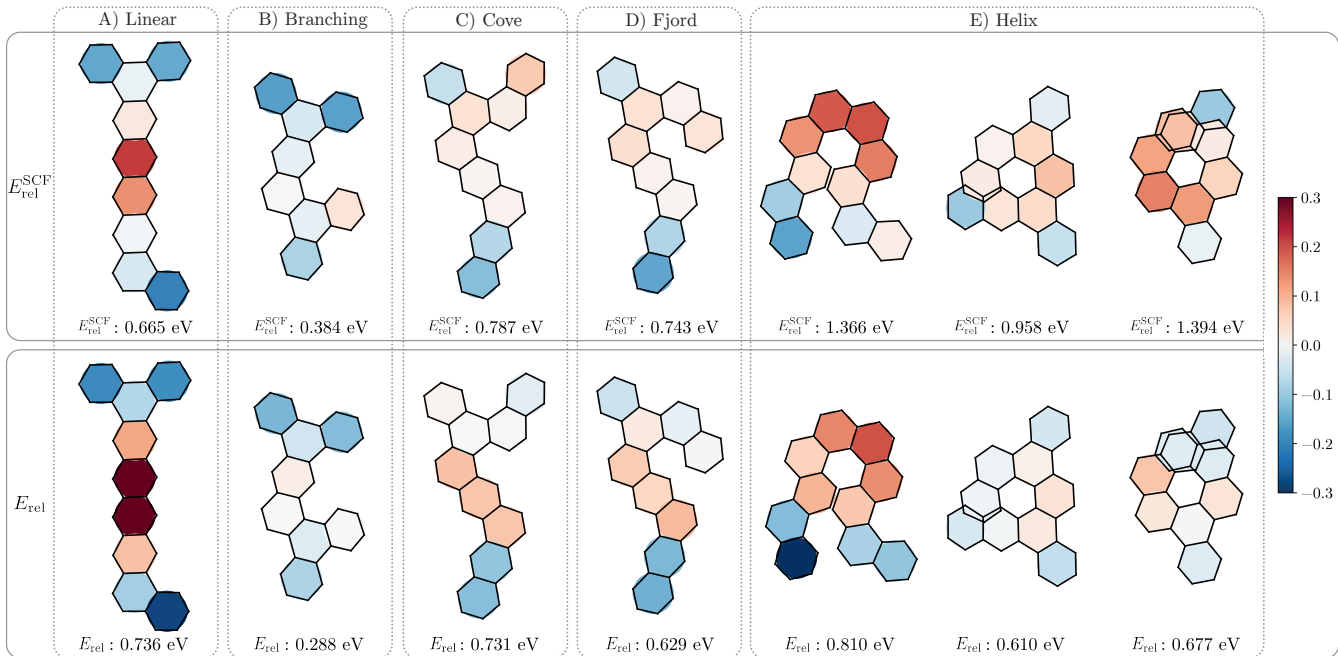 A) Linear
B) Branching
C) Cove
D) Fjord
E) Helix
E_rel^SCF
E_rel^SCF : 0.665 eV
E_rel^SCF : 0.384 eV
E_rel^SCF : 0.787 eV
E_rel^SCF : 0.743 eV
E_rel^SCF : 1.366 eV
E_rel^SCF : 0.958 eV
E_rel^SCF : 1.394 eV
E_rel
E_rel : 0.736 eV
E_rel : 0.288 eV
E_rel : 0.731 eV
E_rel : 0.629 eV
E_rel : 0.810 eV
E_rel : 0.610 eV
E_rel : 0.677 eV
0.3
0.2
0.1
0.0
−0.1
−0.2
−0.3